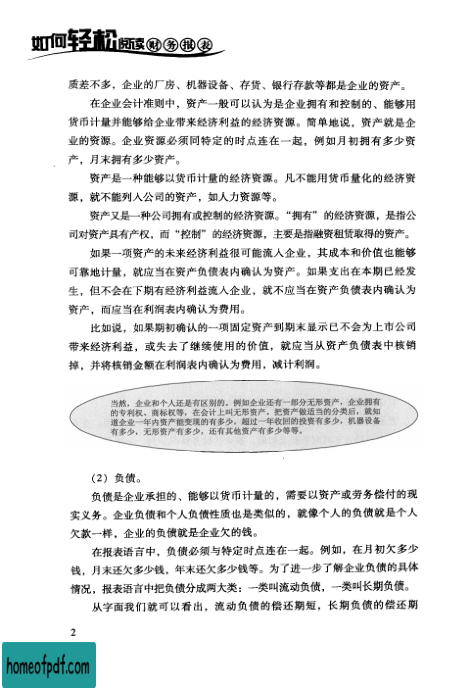 如何轻松阅读财务报表
质差不多，企业的厂房、机器设备、存货、银行存款等都是企业的资产。
在企业会计准则中，资产一般可以认为是企业拥有和控制的、能够用
货币计量并能够给企业带来经济利益的经济资源。简单地说，资产就是企
业的资源。企业资源必须同特定的时点连在一起，例如月初拥有多少资
产，月末拥有多少资产。
资产是一种能够以货币计量的经济资源。凡不能用货币量化的经济资
源，就不能列入公司的资产，如人力资源等。
资产又是一种公司拥有或控制的经济资源。“拥有”的经济资源，是指公
司对资产具有产权，而“控制”的经济资源，主要是指融资租赁取得的资产。
如果一项资产的未来经济利益很可能流入企业，其成本和价值也能够
可靠地计量，就应当在资产负债表内确认为资产。如果支出在本期已经发
生，但不会在下期有经济利益流入企业，就不应当在资产负债表内确认为
资产，而应当在利润表内确认为费用。
比如说，如果期初确认的一项固定资产到期末显示已不会为上市公司
带来经济利益，或失去了继续使用的价值，就应当从资产负债表中核销
掉，并将核销金额在利润表内确认为费用，减计利润。
当然，企业和个人还是有区别的。例如企业还有一部分无形资产，企业拥有
的专利权、商标权等，在会计上叫无形资产。把资产做适当的分类后，就知
道企业一年内资产能变现的有多少，超过一年收回的投资有多少，机器设备
有多少，无形资产有多少，还有其他资产有多少等等。
（2）负债。
负债是企业承担的、能够以货币计量的，需要以资产或劳务偿付的现
实义务。企业负债和个人负债性质也是类似的，就像个人的负债就是个人
欠款一样，企业的负债就是企业欠的钱。
在报表语言中，负债必须与特定时点连在一起。例如，在月初欠多少
钱，月末还欠多少钱，年末还欠多少钱等。为了进一步了解企业负债的具体
情况，报表语言中把负债分成两大类：一类叫流动负债，一类叫长期负债。
从字面我们就可以看出，流动负债的偿还期短，长期负债的偿还期
2
homeofpdf.com